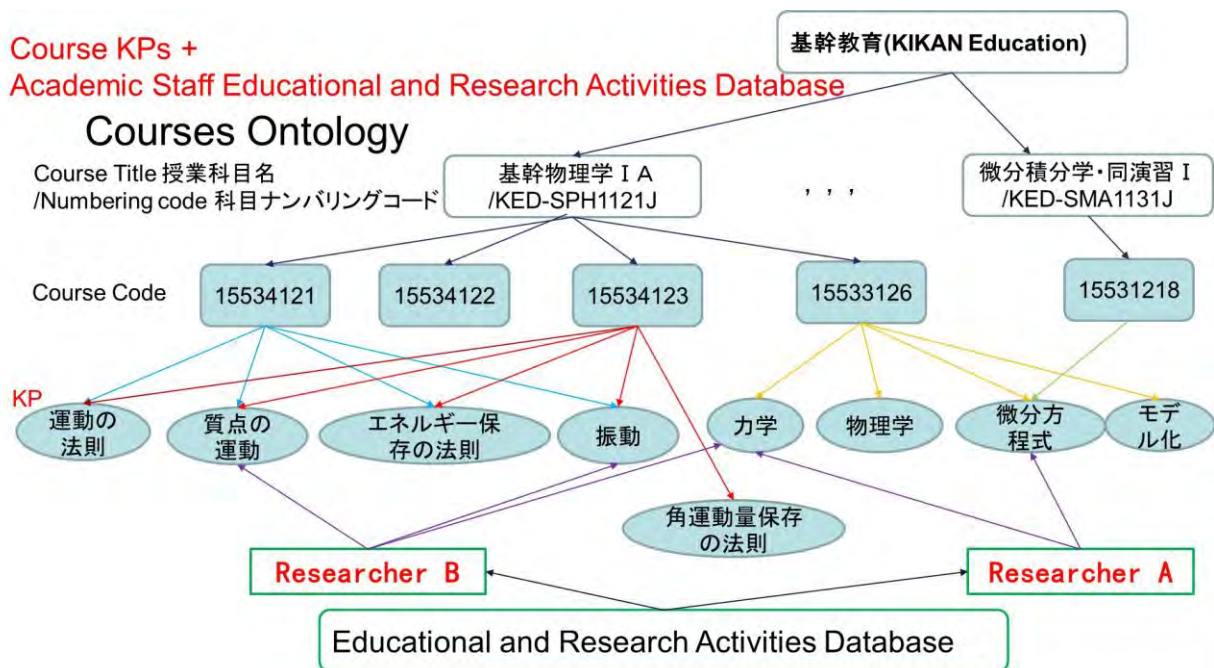 Course KPs +
Academic Staff Educational and Research Activities Database
基幹教育(KIKAN Education)
Courses Ontology
Course Title 授業科目名
/Numbering code 科目ナンバリングコード
基幹物理学ⅠA
/KED-SPH1121J
, , ,
微分積分学・同演習Ⅰ
/KED-SMA1131J
Course Code
15534121
15534122
15534123
15533126
15531218
KP
運動の
法則
質点の
運動
エネルギー保
存の法則
振動
力学
物理学
微分方
程式
モデ
ル化
角運動量保存
の法則
Researcher B
Researcher A
Educational and Research Activities Database